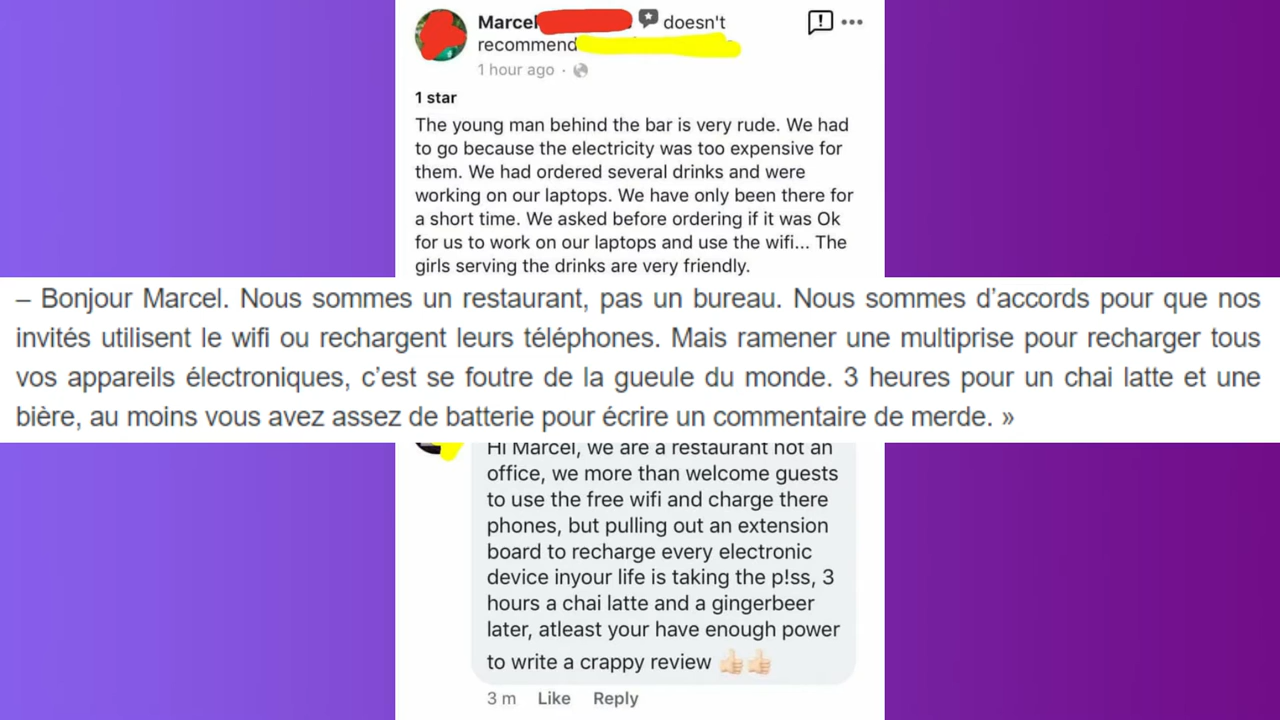 Marcel doesn't
recommend
1 hour ago ·
1 star
The young man behind the bar is very rude. We had
to go because the electricity was too expensive for
them. We had ordered several drinks and were
working on our laptops. We have only been there for
a short time. We asked before ordering if it was Ok
for us to work on our laptops and use the wifi... The
girls serving the drinks are very friendly.
– Bonjour Marcel. Nous sommes un restaurant, pas un bureau. Nous sommes d’accords pour que nos
invités utilisent le wifi ou rechargent leurs téléphones. Mais ramener une multiprise pour recharger tous
vos appareils électroniques, c’est se foutre de la gueule du monde. 3 heures pour un chai latte et une
bière, au moins vous avez assez de batterie pour écrire un commentaire de merde. »
Hi Marcel, we are a restaurant not an
office, we more than welcome guests
to use the free wifi and charge there
phones, but pulling out an extension
board to recharge every electronic
device inyour life is taking the p!ss, 3
hours a chai latte and a gingerbeer
later, atleast your have enough power
to write a crappy review 👍🏻👍🏻
3 m Like Reply